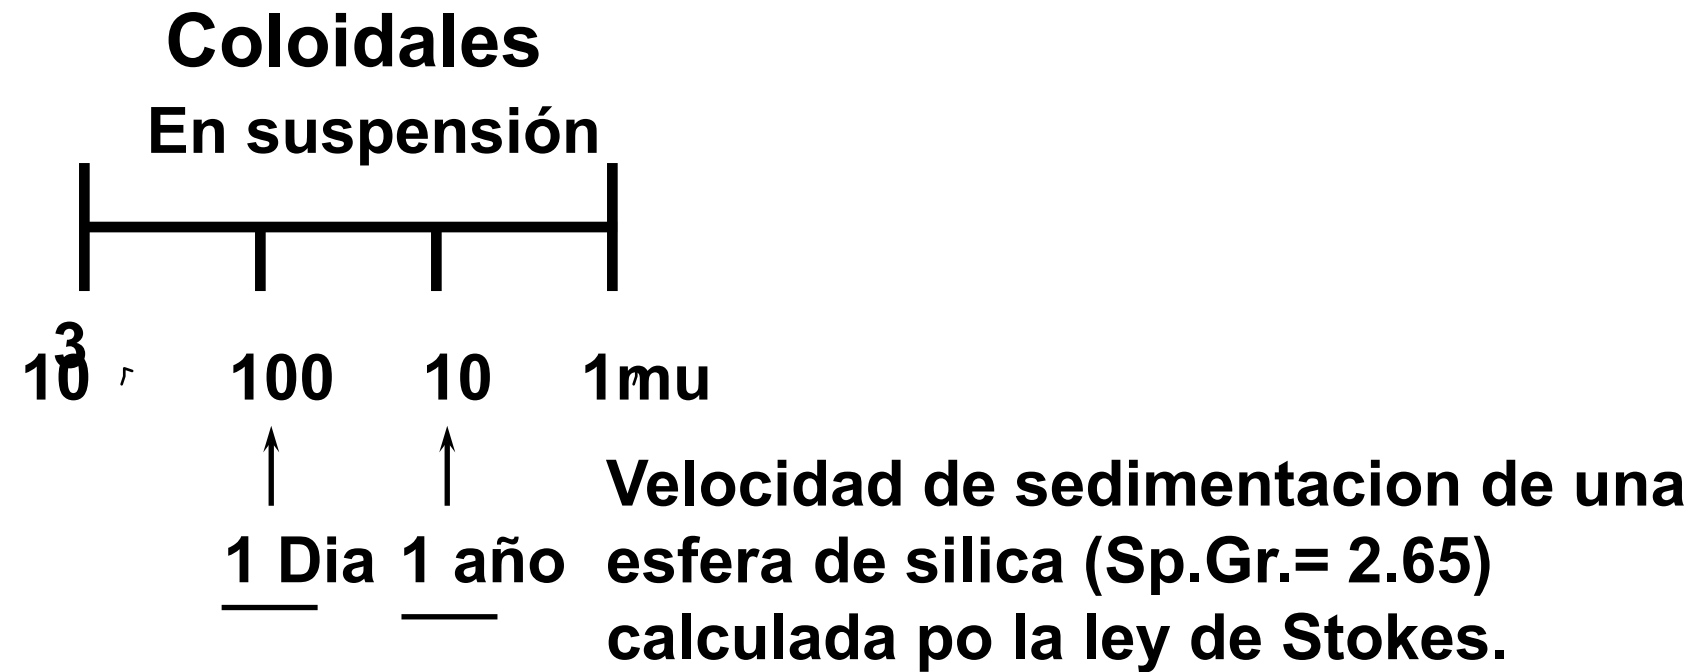 Coloidales
En suspensión
10 3 100 10 1mu
1 Dia 1 año
Velocidad de sedimentacion de una
esfera de silica (Sp.Gr.= 2.65)
calculada po la ley de Stokes.